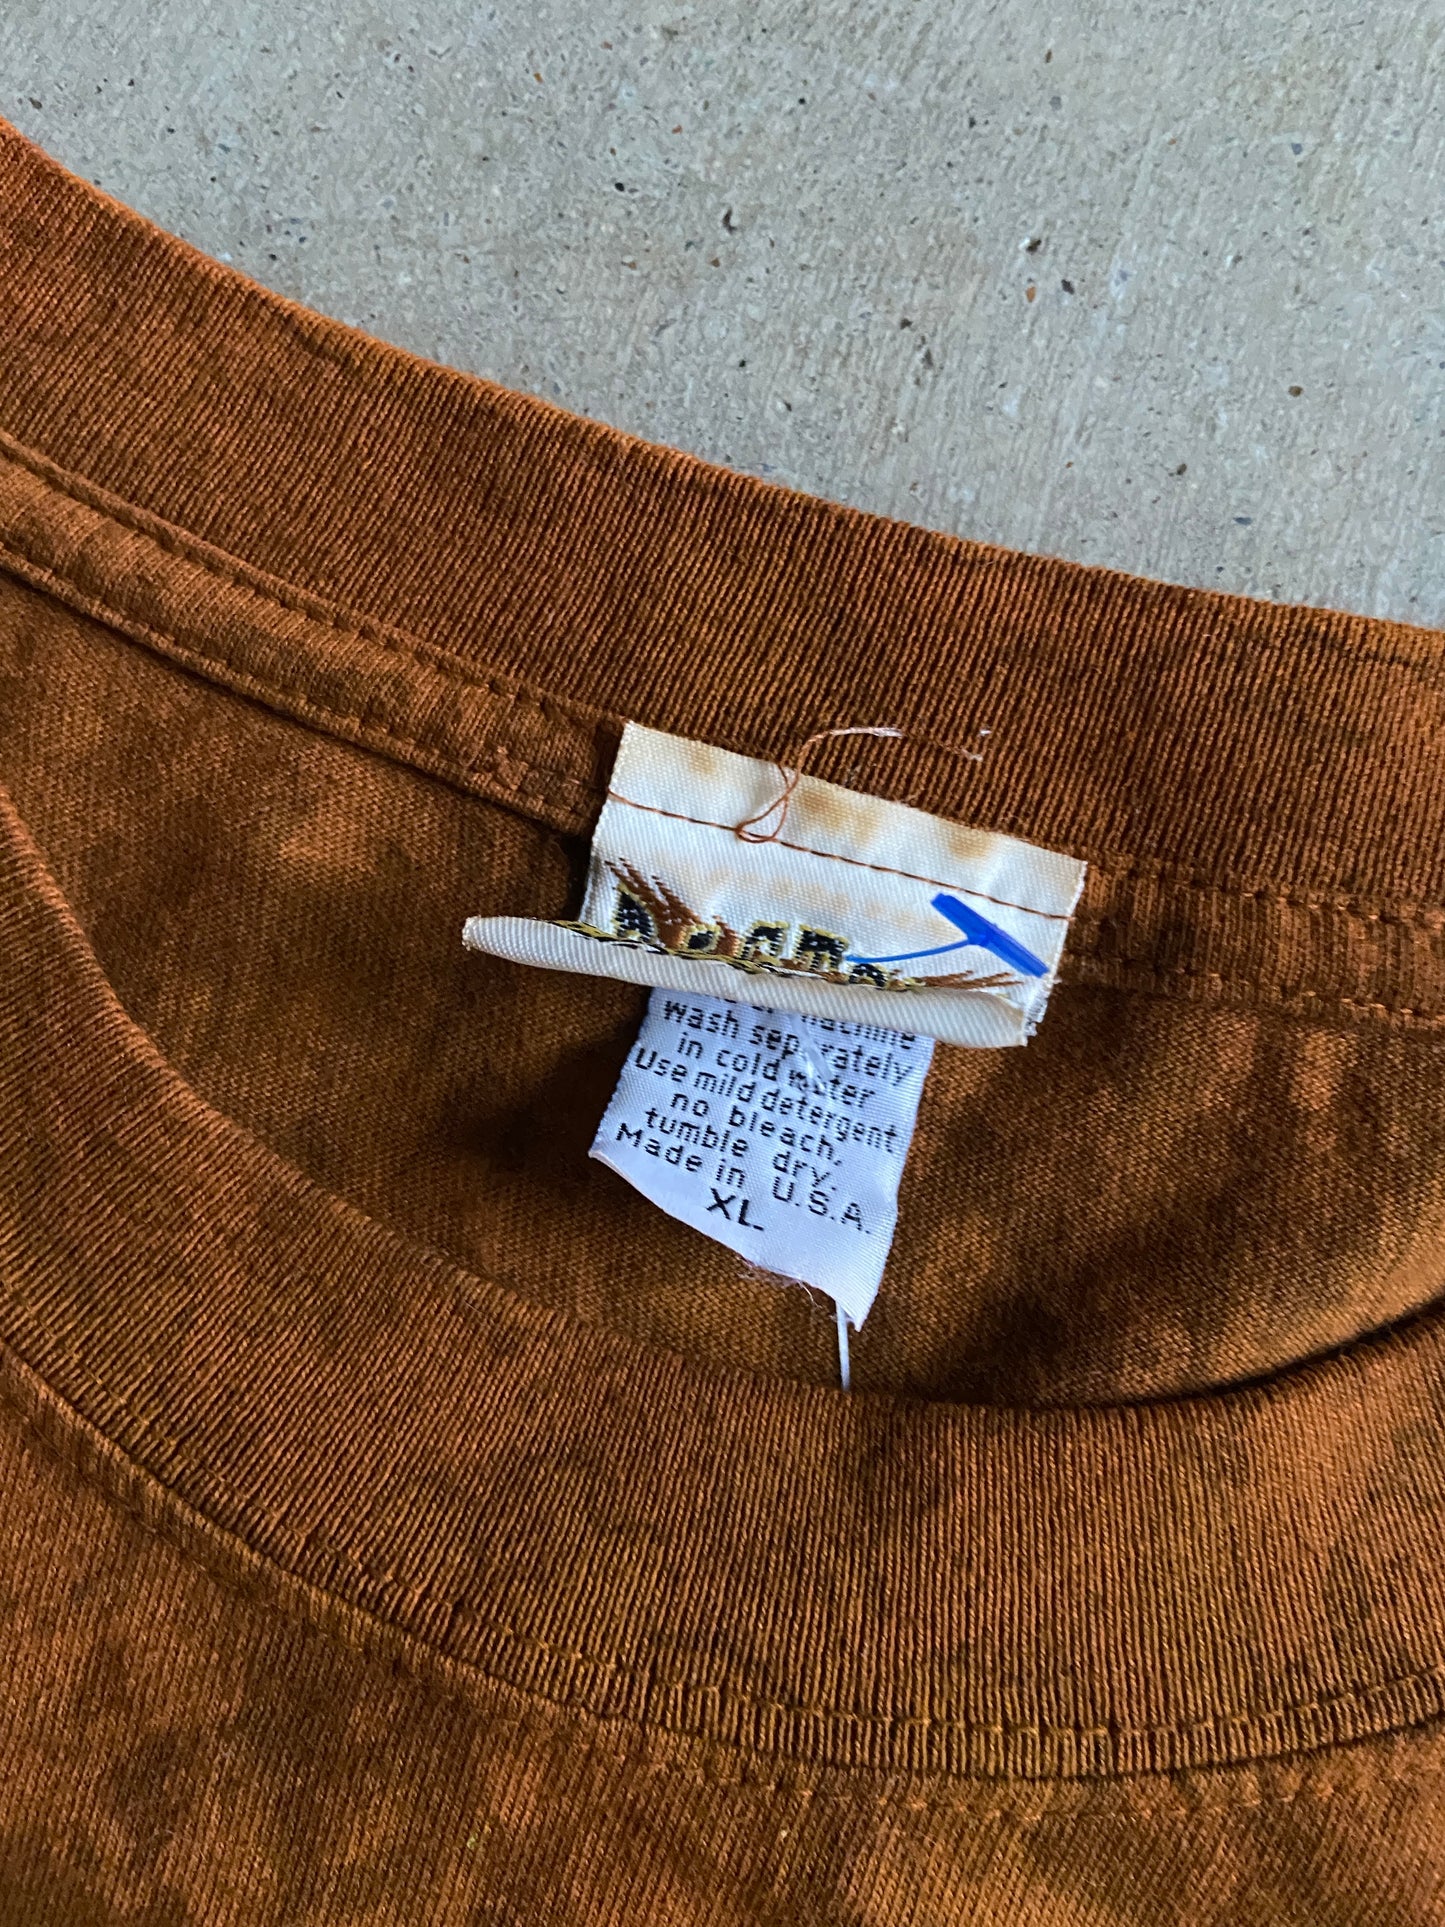 wash separately
in cold water
Use mild detergent
no bleach,
tumble dry.
Made in U.S.A.
XL